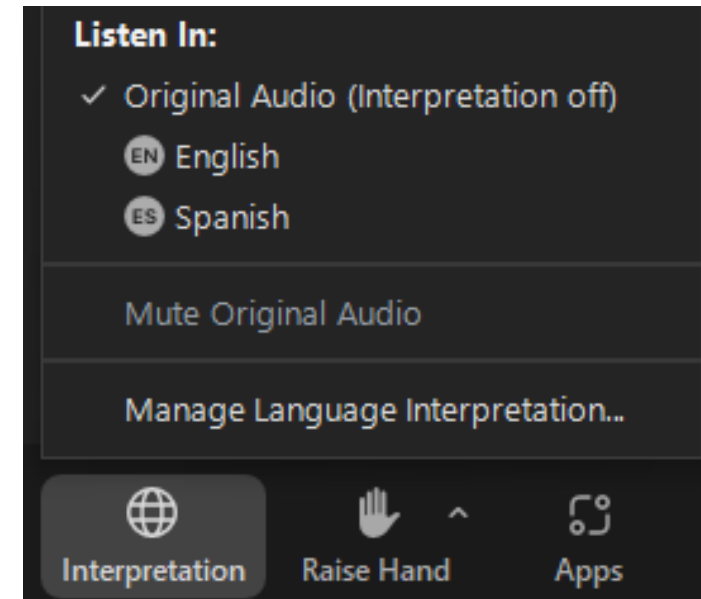 Listen In:
Original Audio (Interpretation off)
EN English
ES Spanish
Mute Original Audio
Manage Language Interpretation...
Interpretation Raise Hand Apps